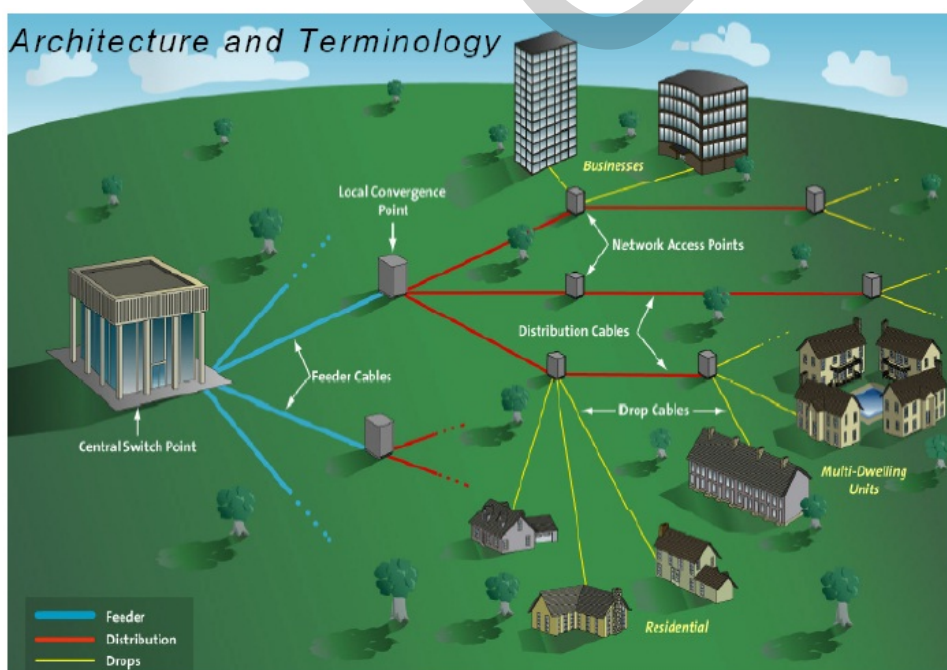 Architecture and Terminology
Businesses
Local Convergence
Point
Network Access Points
Distribution Cables
Feeder Cables
Drop Cables
Central Switch Point
Multi-Dwelling
Units
Residential
Feeder
Distribution
Drops